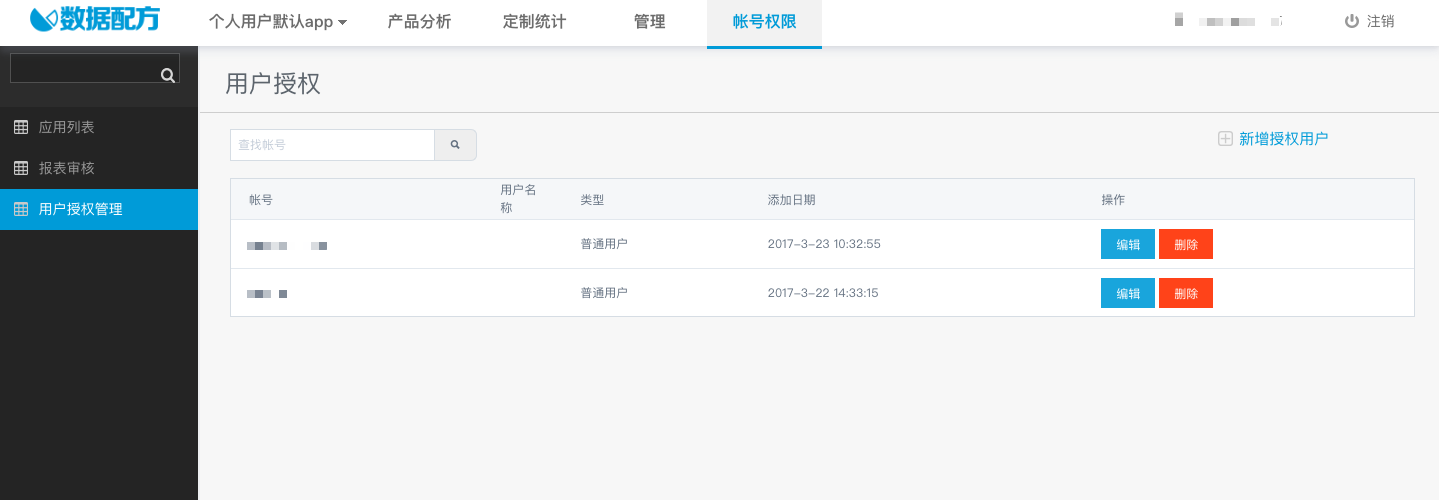 数据配方
个人用户默认app
产品分析
定制统计
管理
帐号权限
注销
应用列表
报表审核
用户授权管理
用户授权
查找帐号
新增授权用户
帐号
用户名
称
类型
添加日期
操作
普通用户
2017-3-23 10:32:55
编辑
删除
普通用户
2017-3-22 14:33:15
编辑
删除